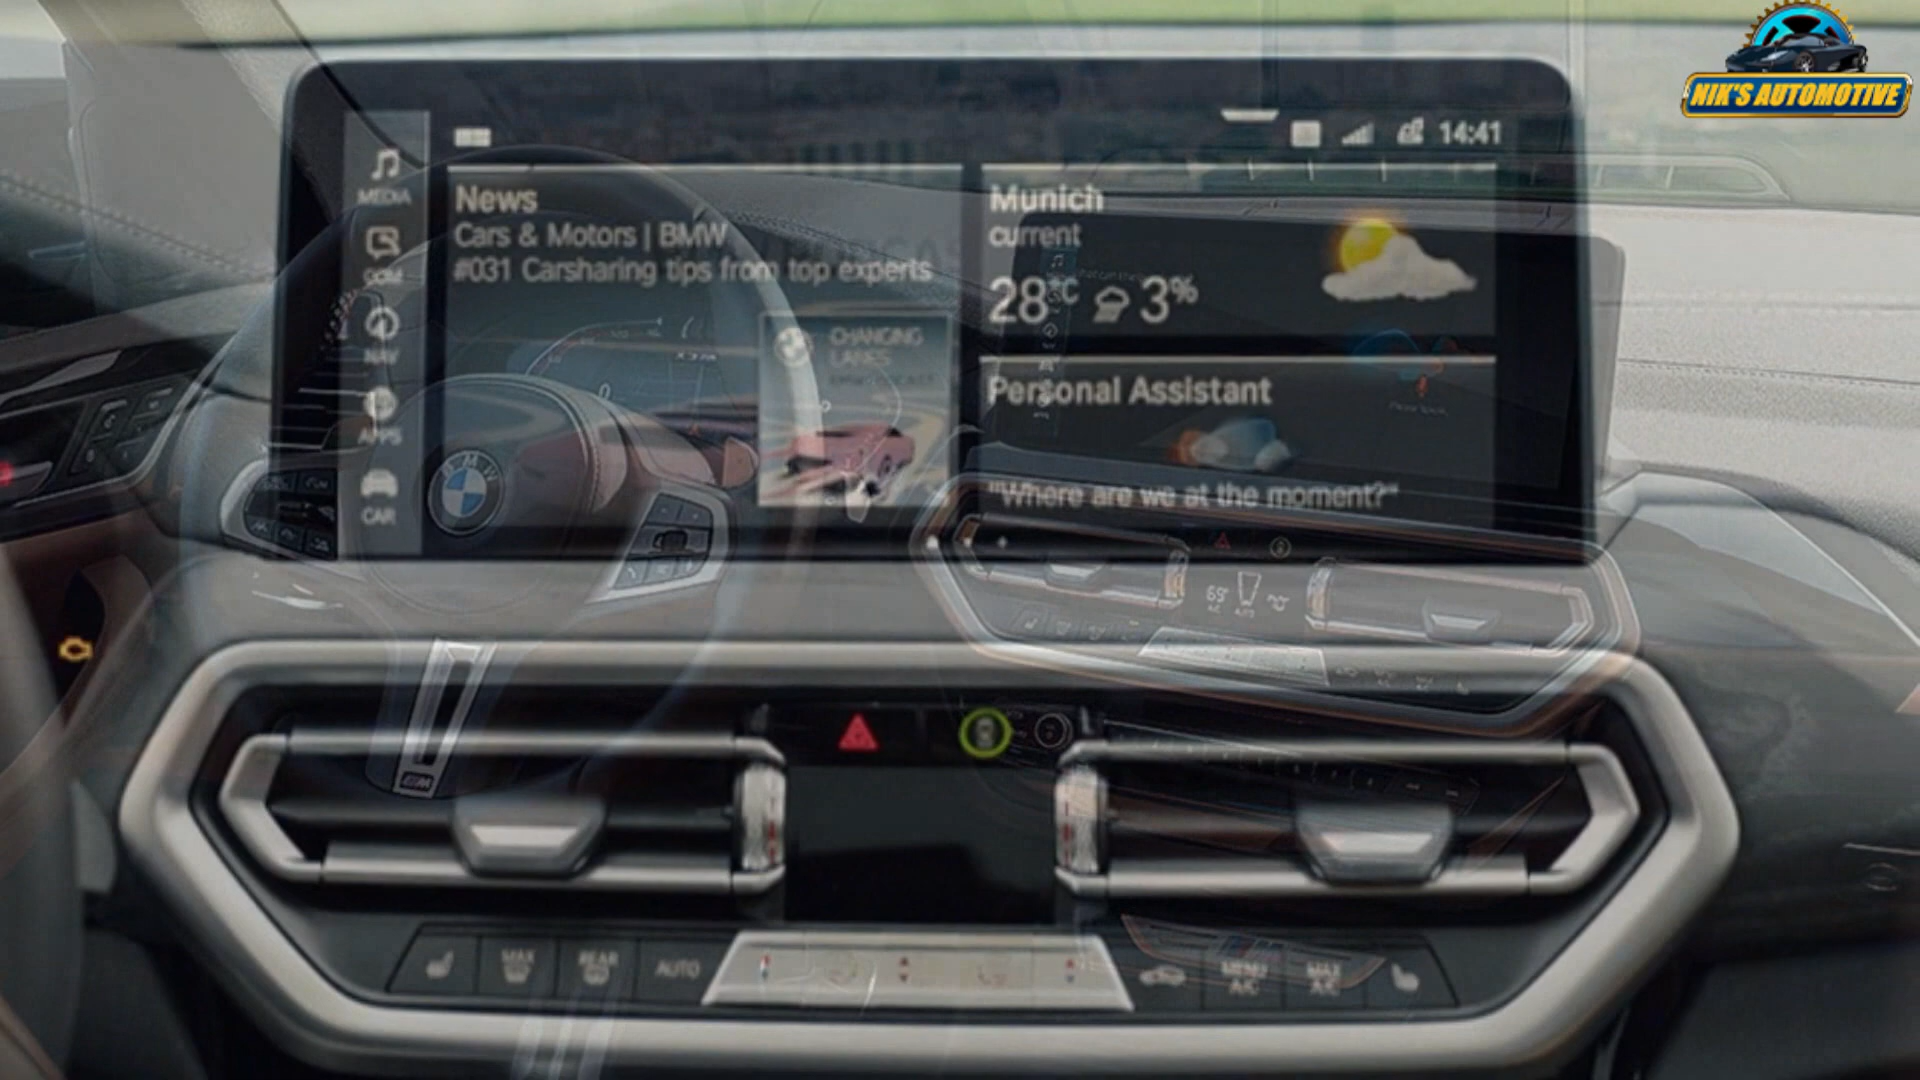 NIK'S AUTOMOTIVE
14:41
MEDIA
COM
NAV
APPS
CAR
News
Cars & Motors | BMW
#031 Carsharing tips from top experts
CHANGING
LANES
Munich
current
28°C 3%
Personal Assistant
"Where are we at the moment?"
BMW
69°
MAX
REAR
AUTO
MENU
A/C
MAX
A/C